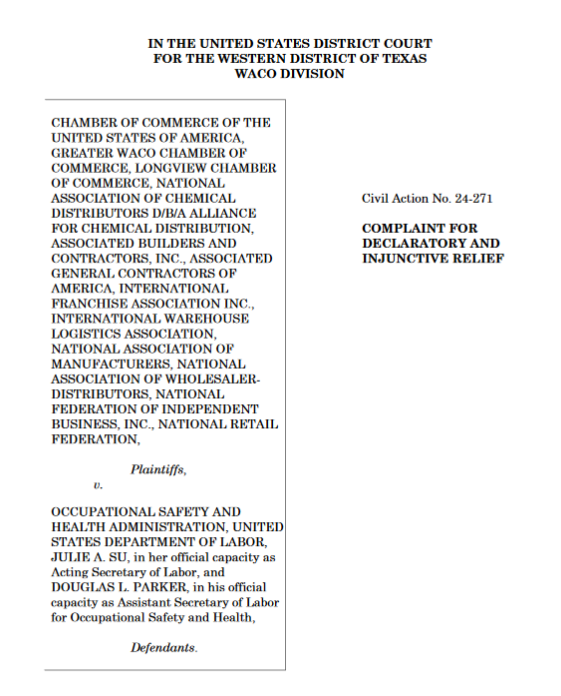 IN THE UNITED STATES DISTRICT COURT
FOR THE WESTERN DISTRICT OF TEXAS
WACO DIVISION
CHAMBER OF COMMERCE OF THE
UNITED STATES OF AMERICA,
GREATER WACO CHAMBER OF
COMMERCE, LONGVIEW CHAMBER
OF COMMERCE, NATIONAL
ASSOCIATION OF CHEMICAL
DISTRIBUTORS D/B/A ALLIANCE
FOR CHEMICAL DISTRIBUTION,
ASSOCIATED BUILDERS AND
CONTRACTORS, INC., ASSOCIATED
GENERAL CONTRACTORS OF
AMERICA, INTERNATIONAL
FRANCHISE ASSOCIATION INC.,
INTERNATIONAL WAREHOUSE
LOGISTICS ASSOCIATION,
NATIONAL ASSOCIATION OF
MANUFACTURERS, NATIONAL
ASSOCIATION OF WHOLESALER-
DISTRIBUTORS, NATIONAL
FEDERATION OF INDEPENDENT
BUSINESS, INC., NATIONAL RETAIL
FEDERATION,
Plaintiffs,
v.
OCCUPATIONAL SAFETY AND
HEALTH ADMINISTRATION, UNITED
STATES DEPARTMENT OF LABOR,
JULIE A. SU, in her official capacity as
Acting Secretary of Labor, and
DOUGLAS L. PARKER, in his official
capacity as Assistant Secretary of Labor
for Occupational Safety and Health,
Defendants.
Civil Action No. 24-271
COMPLAINT FOR
DECLARATORY AND
INJUNCTIVE RELIEF